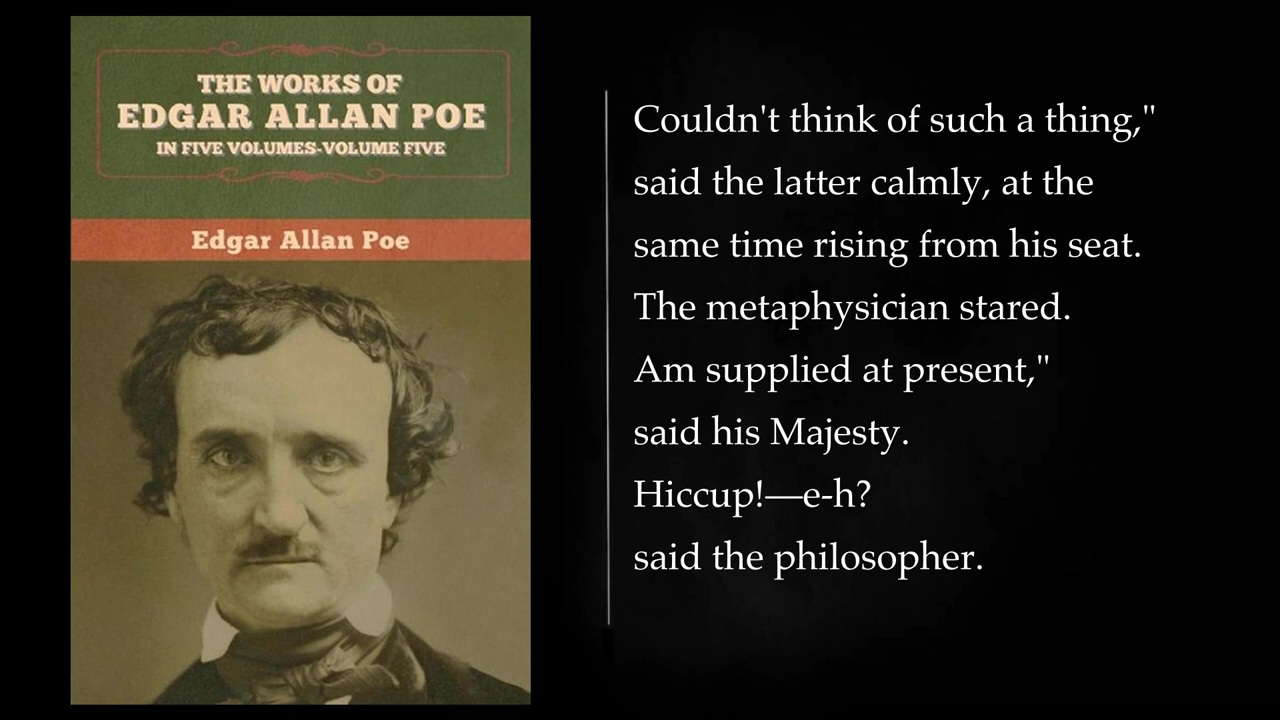 THE WORKS OF
EDGAR ALLAN POE
IN FIVE VOLUMES-VOLUME FIVE
Edgar Allan Poe
Couldn't think of such a thing,"
said the latter calmly, at the
same time rising from his seat.
The metaphysician stared.
Am supplied at present,"
said his Majesty.
Hiccup!—e-h?
said the philosopher.